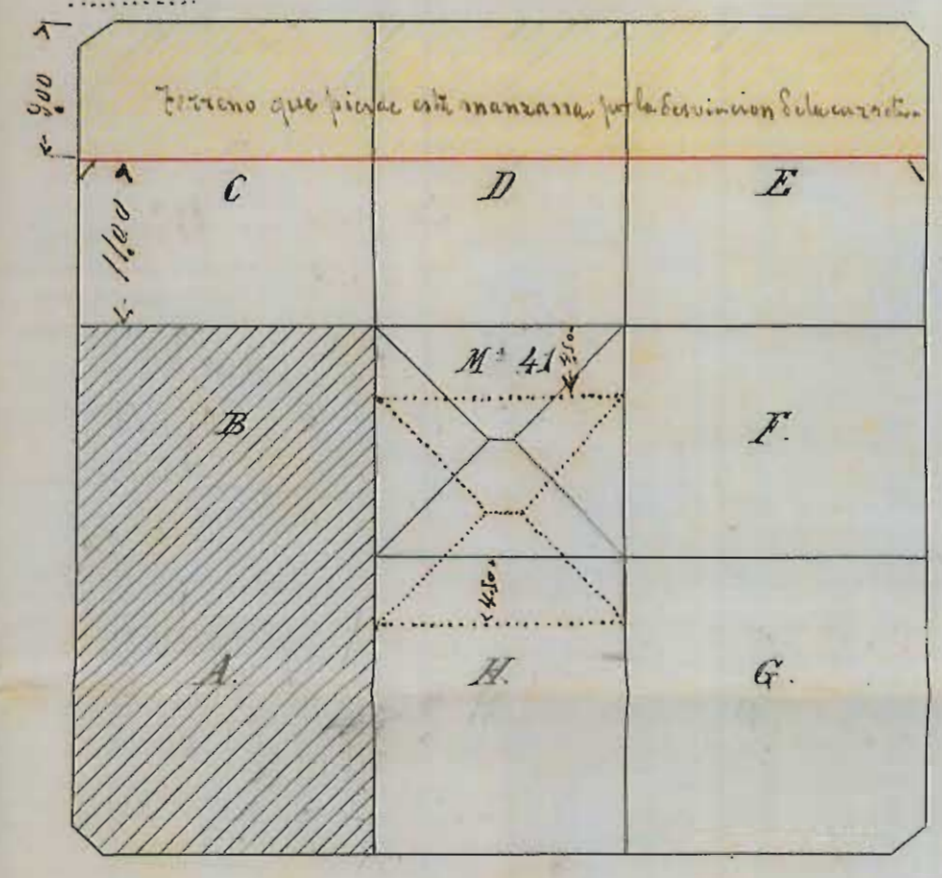 9.00
Terreno que pierde esta manzana por la desviacion de la carretera
11.00
C
D
E
Mª 41
4.50
B
F.
4.50
A.
H.
G.